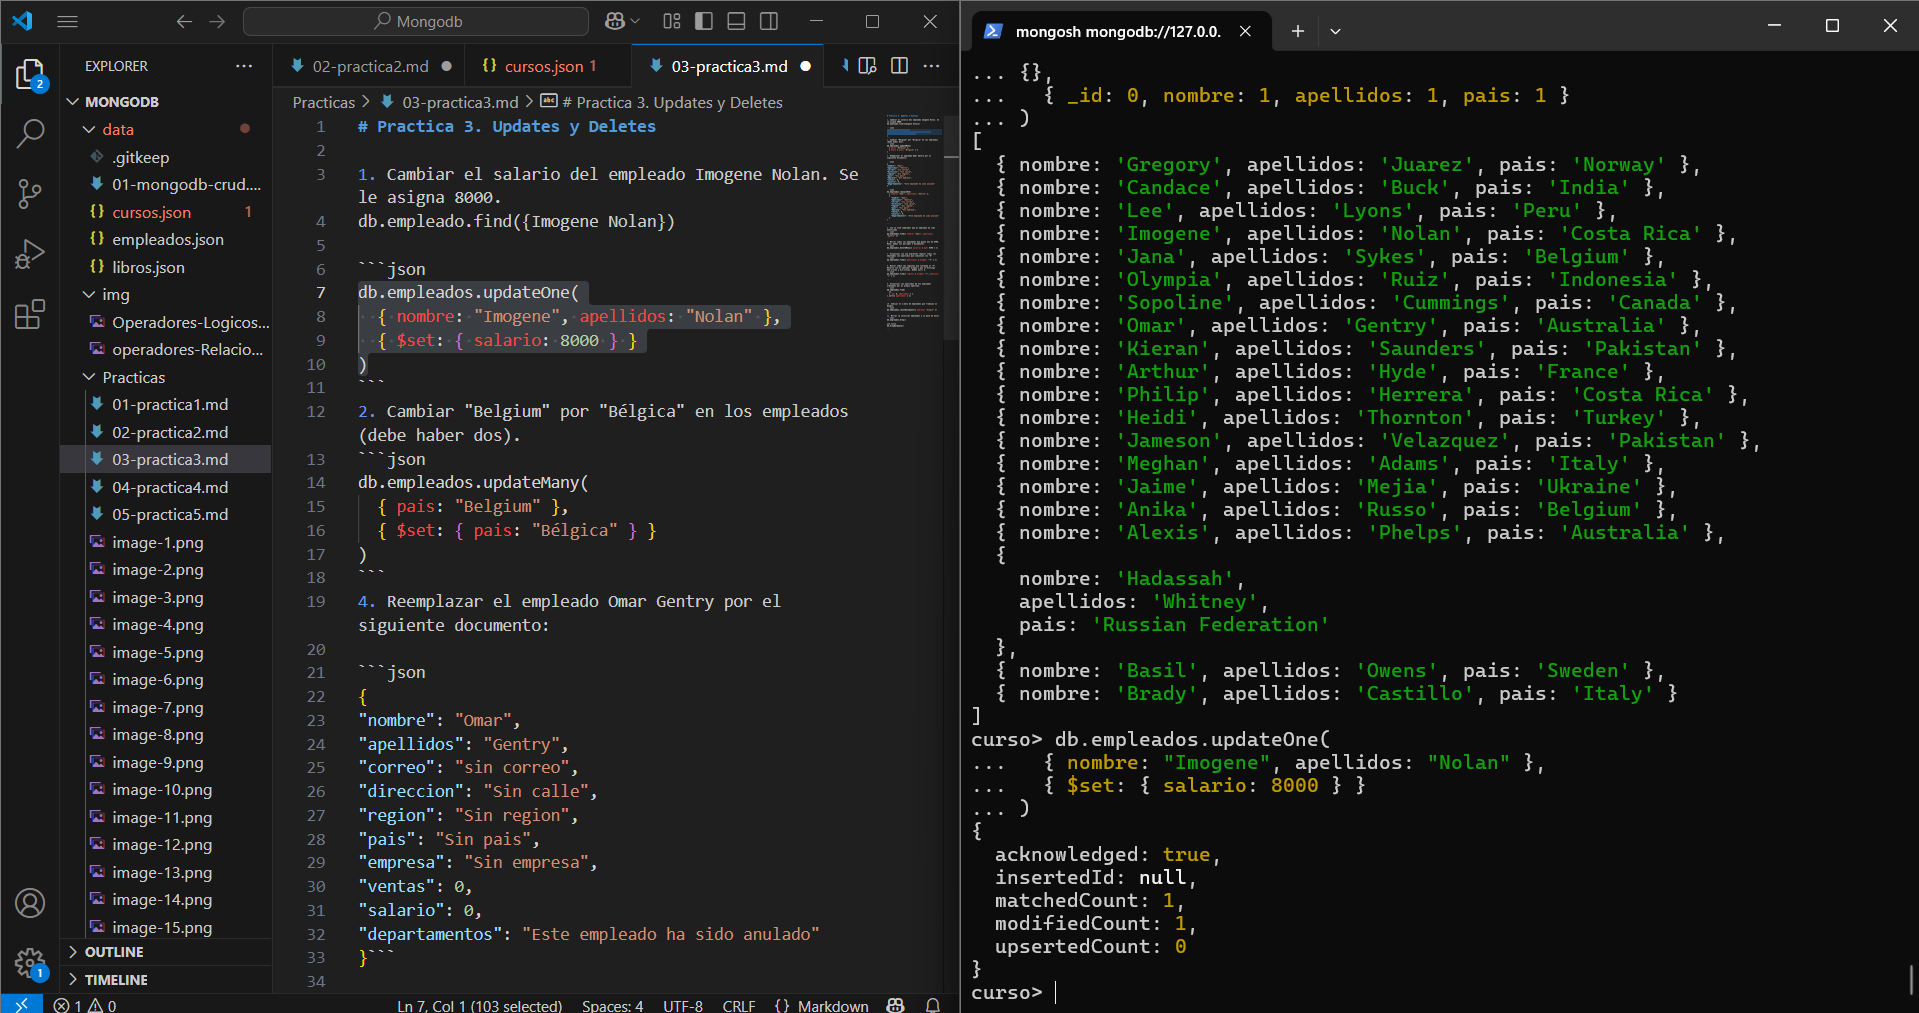 Mongodb
EXPLORER
MONGODB
data
.gitkeep
01-mongodb-crud....
cursos.json 1
empleados.json
libros.json
img
Operadores-Logicos...
operadores-Relacio...
Practicas
01-practica1.md
02-practica2.md
03-practica3.md
04-practica4.md
05-practica5.md
image-1.png
image-2.png
image-3.png
image-4.png
image-5.png
image-6.png
image-7.png
image-8.png
image-9.png
image-10.png
image-11.png
image-12.png
image-13.png
image-14.png
image-15.png
OUTLINE
TIMELINE
2
1
02-practica2.md
cursos.json 1
03-practica3.md
Practicas > 03-practica3.md > # Practica 3. Updates y Deletes
1 # Practica 3. Updates y Deletes
2
3 1. Cambiar el salario del empleado Imogene Nolan. Se
le asigna 8000.
4 db.empleado.find({Imogene Nolan})
5
6 ```json
7 db.empleados.updateOne(
8 { nombre: "Imogene", apellidos: "Nolan" },
9 { $set: { salario: 8000 } }
10 )
11 ```
12 2. Cambiar "Belgium" por "Bélgica" en los empleados
(debe haber dos).
13 ```json
14 db.empleados.updateMany(
15 { pais: "Belgium" },
16 { $set: { pais: "Bélgica" } }
17 )
18 ```
19 4. Reemplazar el empleado Omar Gentry por el
siguiente documento:
20
21 ```json
22 {
23 "nombre": "Omar",
24 "apellidos": "Gentry",
25 "correo": "sin correo",
26 "direccion": "Sin calle",
27 "region": "Sin region",
28 "pais": "Sin pais",
29 "empresa": "Sin empresa",
30 "ventas": 0,
31 "salario": 0,
32 "departamentos": "Este empleado ha sido anulado"
33 }```
34
1 0 Ln 7, Col 1 (103 selected) Spaces: 4 UTF-8 CRLF {} Markdown
mongosh mongodb://127.0.0.
... {},
... { _id: 0, nombre: 1, apellidos: 1, pais: 1 }
... )
[
{ nombre: 'Gregory', apellidos: 'Juarez', pais: 'Norway' },
{ nombre: 'Candace', apellidos: 'Buck', pais: 'India' },
{ nombre: 'Lee', apellidos: 'Lyons', pais: 'Peru' },
{ nombre: 'Imogene', apellidos: 'Nolan', pais: 'Costa Rica' },
{ nombre: 'Jana', apellidos: 'Sykes', pais: 'Belgium' },
{ nombre: 'Olympia', apellidos: 'Ruiz', pais: 'Indonesia' },
{ nombre: 'Sopoline', apellidos: 'Cummings', pais: 'Canada' },
{ nombre: 'Omar', apellidos: 'Gentry', pais: 'Australia' },
{ nombre: 'Kieran', apellidos: 'Saunders', pais: 'Pakistan' },
{ nombre: 'Arthur', apellidos: 'Hyde', pais: 'France' },
{ nombre: 'Philip', apellidos: 'Herrera', pais: 'Costa Rica' },
{ nombre: 'Heidi', apellidos: 'Thornton', pais: 'Turkey' },
{ nombre: 'Jameson', apellidos: 'Velazquez', pais: 'Pakistan' },
{ nombre: 'Meghan', apellidos: 'Adams', pais: 'Italy' },
{ nombre: 'Jaime', apellidos: 'Mejia', pais: 'Ukraine' },
{ nombre: 'Anika', apellidos: 'Russo', pais: 'Belgium' },
{ nombre: 'Alexis', apellidos: 'Phelps', pais: 'Australia' },
{
nombre: 'Hadassah',
apellidos: 'Whitney',
pais: 'Russian Federation'
},
{ nombre: 'Basil', apellidos: 'Owens', pais: 'Sweden' },
{ nombre: 'Brady', apellidos: 'Castillo', pais: 'Italy' }
]
curso> db.empleados.updateOne(
... { nombre: "Imogene", apellidos: "Nolan" },
... { $set: { salario: 8000 } }
... )
{
acknowledged: true,
insertedId: null,
matchedCount: 1,
modifiedCount: 1,
upsertedCount: 0
}
curso>